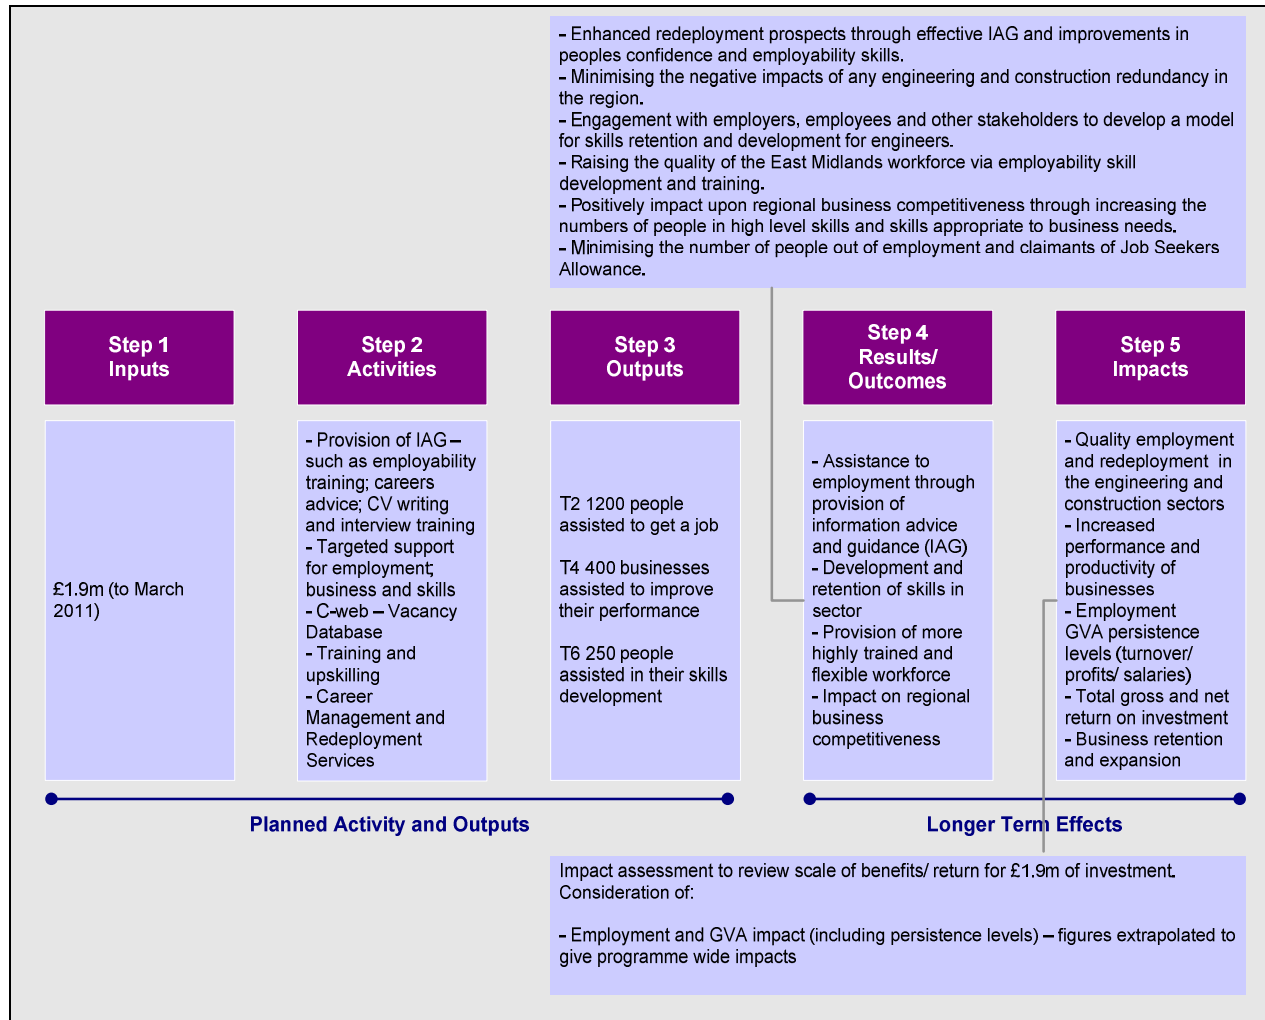 - Enhanced redeployment prospects through effective IAG and improvements in
peoples confidence and employability skills.
- Minimising the negative impacts of any engineering and construction redundancy in
the region.
- Engagement with employers, employees and other stakeholders to develop a model
for skills retention and development for engineers.
- Raising the quality of the East Midlands workforce via employability skill
development and training.
- Positively impact upon regional business competitiveness through increasing the
numbers of people in high level skills and skills appropriate to business needs.
- Minimising the number of people out of employment and claimants of Job Seekers
Allowance.
Step 1
Inputs
Step 2
Activities
Step 3
Outputs
Step 4
Results/
Outcomes
Step 5
Impacts
£1.9m (to March
2011)
- Provision of IAG –
such as employability
training; careers
advice; CV writing
and interview training
- Targeted support
for employment;
business and skills
- C-web – Vacancy
Database
- Training and
upskilling
- Career
Management and
Redeployment
Services
T2 1200 people
assisted to get a job
T4 400 businesses
assisted to improve
their performance
T6 250 people
assisted in their skills
development
- Assistance to
employment through
provision of
information advice
and guidance (IAG)
- Development and
retention of skills in
sector
- Provision of more
highly trained and
flexible workforce
- Impact on regional
business
competitiveness
- Quality employment
and redeployment in
the engineering and
construction sectors
- Increased
performance and
productivity of
businesses
- Employment
GVA persistence
levels (turnover/
profits/ salaries)
- Total gross and net
return on investment
- Business retention
and expansion
Planned Activity and Outputs
Longer Term Effects
Impact assessment to review scale of benefits/ return for £1.9m of investment.
Consideration of:
- Employment and GVA impact (including persistence levels) – figures extrapolated to
give programme wide impacts